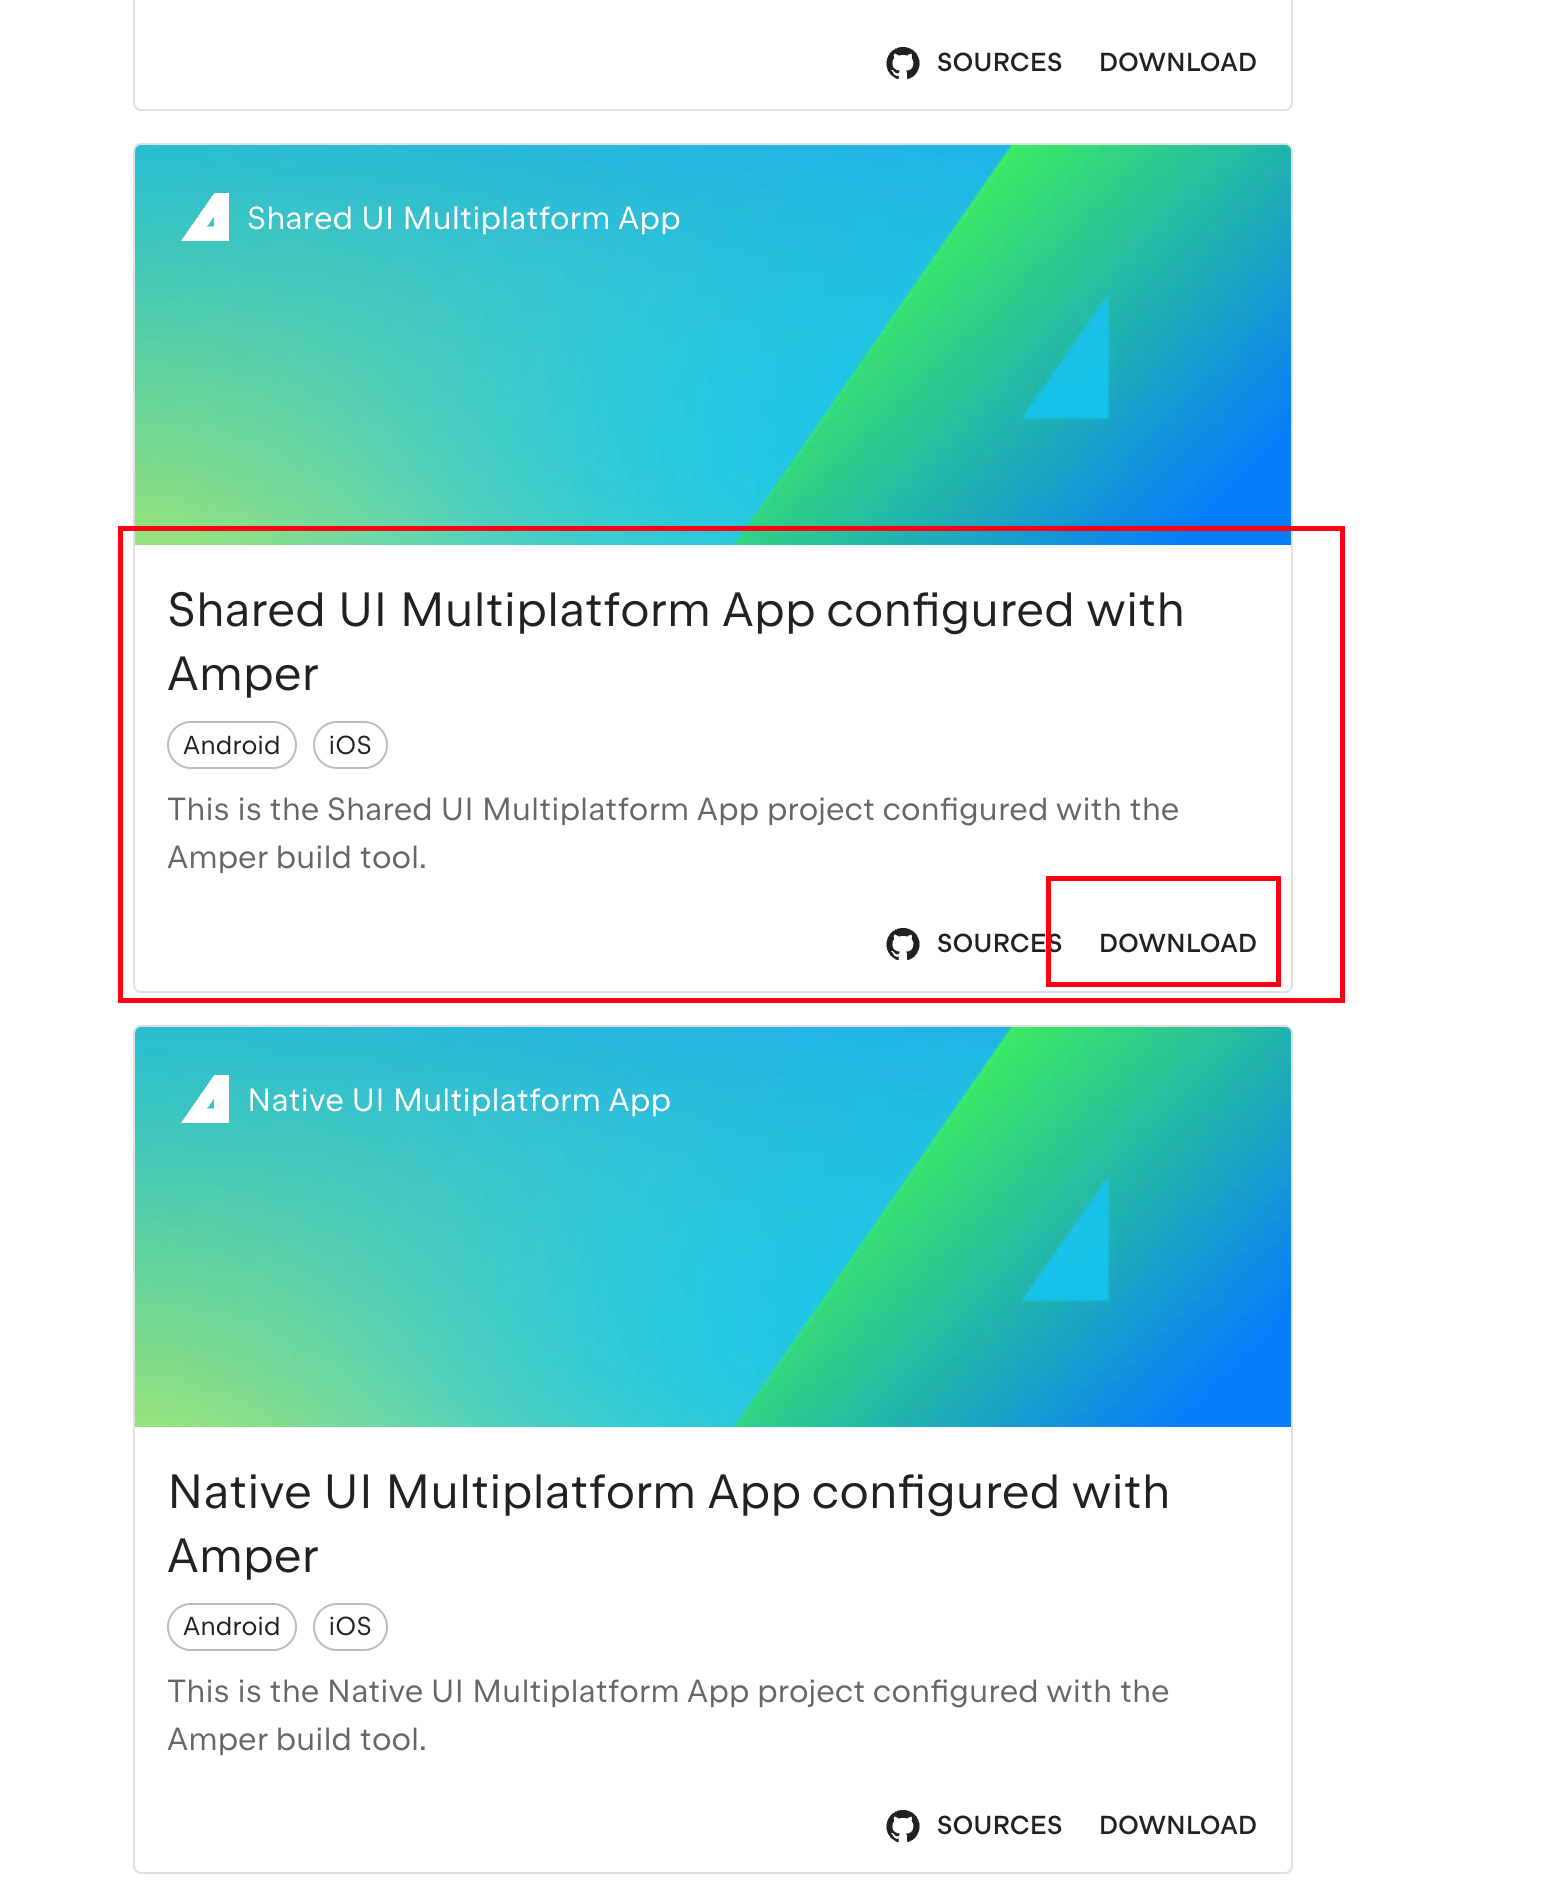 SOURCES DOWNLOAD
Shared UI Multiplatform App
Shared UI Multiplatform App configured with
Amper
Android iOS
This is the Shared UI Multiplatform App project configured with the
Amper build tool.
SOURCES DOWNLOAD
Native UI Multiplatform App
Native UI Multiplatform App configured with
Amper
Android iOS
This is the Native UI Multiplatform App project configured with the
Amper build tool.
SOURCES DOWNLOAD